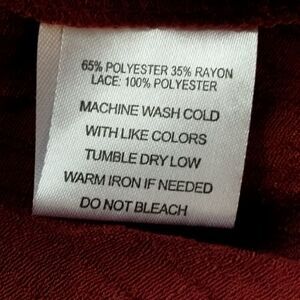 65% POLYESTER 35% RAYON
LACE: 100% POLYESTER
MACHINE WASH COLD
WITH LIKE COLORS
TUMBLE DRY LOW
WARM IRON IF NEEDED
DO NOT BLEACH